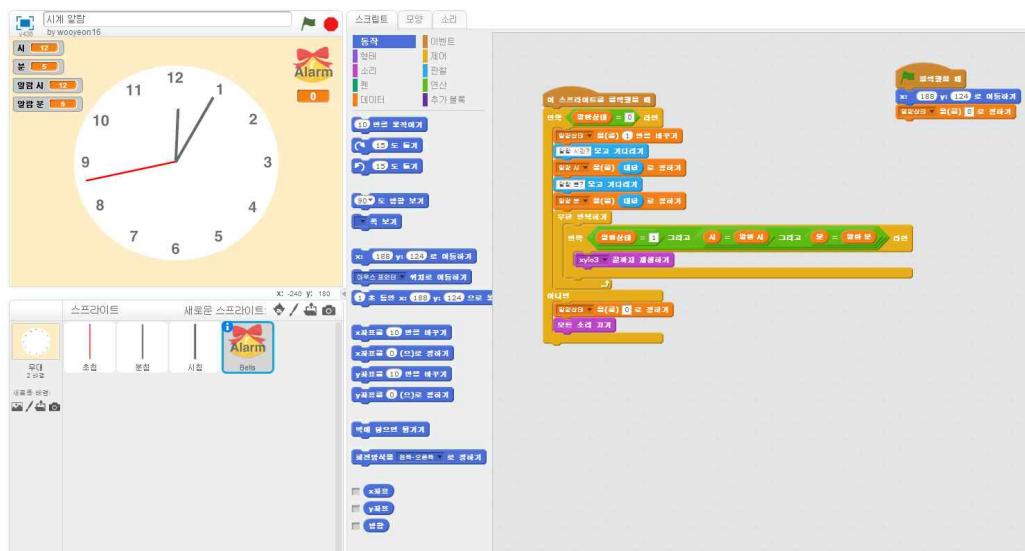 시계 알람
v438
by wooyeon16
시 12
분 5
알람 시 12
알람 분 5
Alarm
0
12
1
2
3
4
5
6
7
8
9
10
11
x: -240 y: 180
스프라이트
새로운 스프라이트:
무대
2 배경
새로운 배경:
초침
분침
시침
Alarm
Bells
스크립트
모양
소리
동작
이벤트
형태
제어
소리
관찰
펜
연산
데이터
추가 블록
10 만큼 움직이기
15 도 돌기
15 도 돌기
90 도 방향 보기
쪽 보기
x: 188 y: 124 로 이동하기
마우스 포인터 위치로 이동하기
1 초 동안 x: 188 y: 124 으로
x좌표를 10 만큼 바꾸기
x좌표를 0 (으)로 정하기
y좌표를 10 만큼 바꾸기
y좌표를 0 (으)로 정하기
벽에 닿으면 튕기기
회전방식을 왼쪽-오른쪽 로 정하기
x좌표
y좌표
방향
이 스프라이트를 클릭했을 때
만약 알람상태 = 0 라면
알람상태 을(를) 1 만큼 바꾸기
알람 시간? 묻고 기다리기
알람 시 을(를) 대답 로 정하기
알람 분? 묻고 기다리기
알람 분 을(를) 대답 로 정하기
무한 반복하기
만약 알람상태 = 1 그리고 시 = 알람 시 그리고 분 = 알람 분 라면
xylo3 끝까지 재생하기
아니면
알람상태 을(를) 0 로 정하기
모든 소리 끄기
클릭했을 때
x: 188 y: 124 로 이동하기
알람상태 을(를) 0 로 정하기